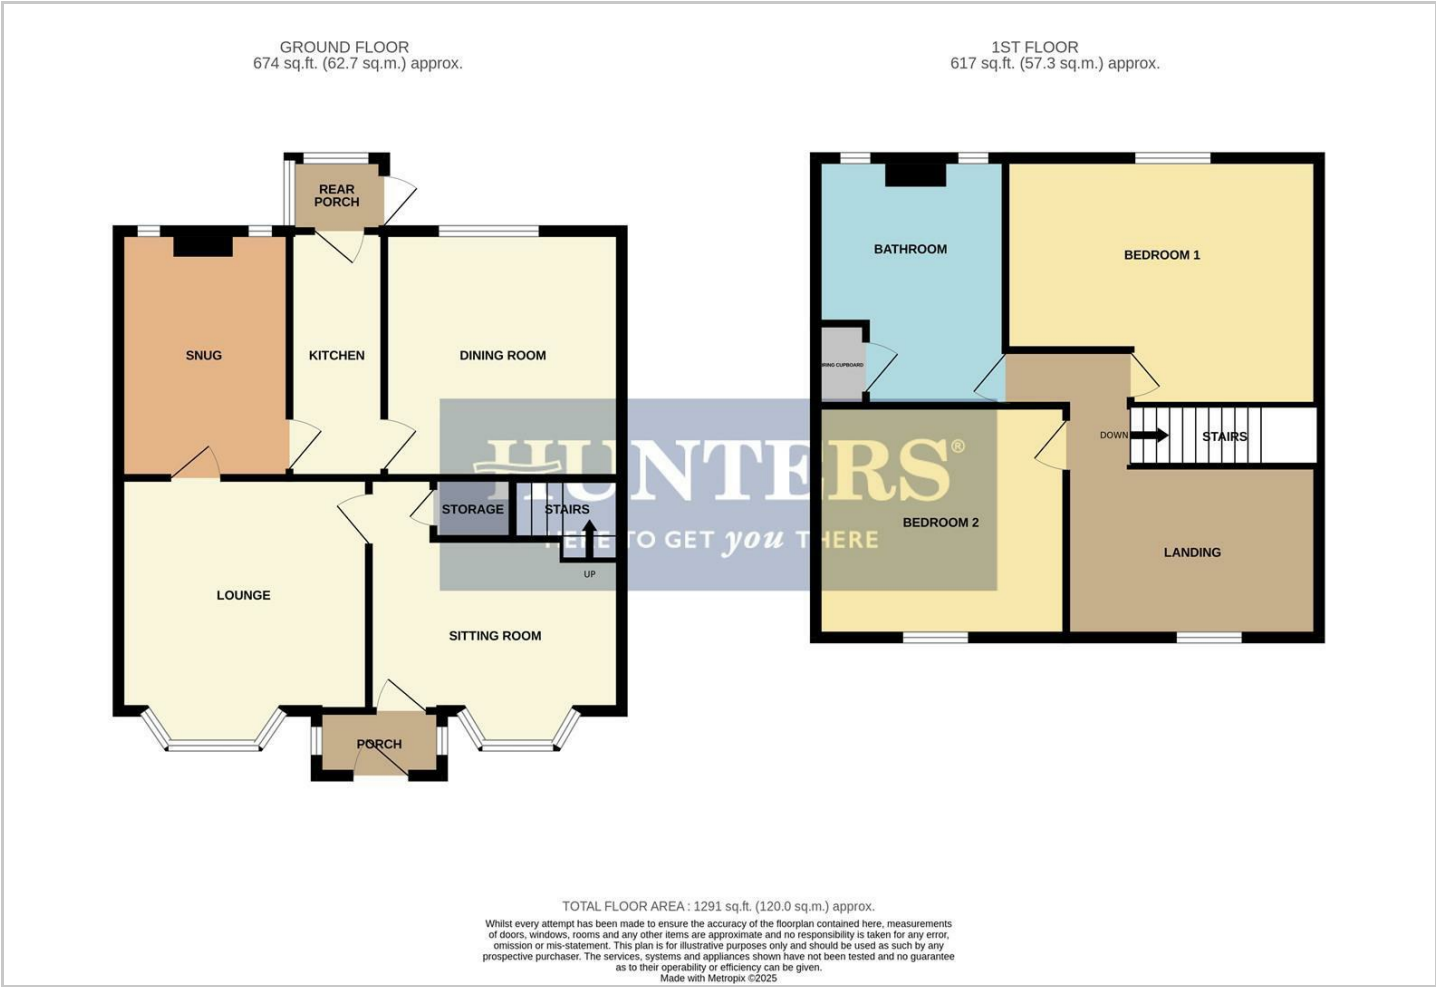 GROUND FLOOR
674 sq.ft. (62.7 sq.m.) approx.
1ST FLOOR
617 sq.ft. (57.3 sq.m.) approx.
REAR
PORCH
SNUG
KITCHEN
DINING ROOM
STORAGE
STAIRS
UP
LOUNGE
SITTING ROOM
PORCH
BATHROOM
BEDROOM 1
CUPBOARD
DOWN
STAIRS
BEDROOM 2
LANDING
HUNTERS®
HERE TO GET you THERE
TOTAL FLOOR AREA : 1291 sq.ft. (120.0 sq.m.) approx.
Whilst every attempt has been made to ensure the accuracy of the floorplan contained here, measurements
of doors, windows, rooms and any other items are approximate and no responsibility is taken for any error,
omission or mis-statement. This plan is for illustrative purposes only and should be used as such by any
prospective purchaser. The services, systems and appliances shown have not been tested and no guarantee
as to their operability or efficiency can be given.
Made with Metropix ©2025